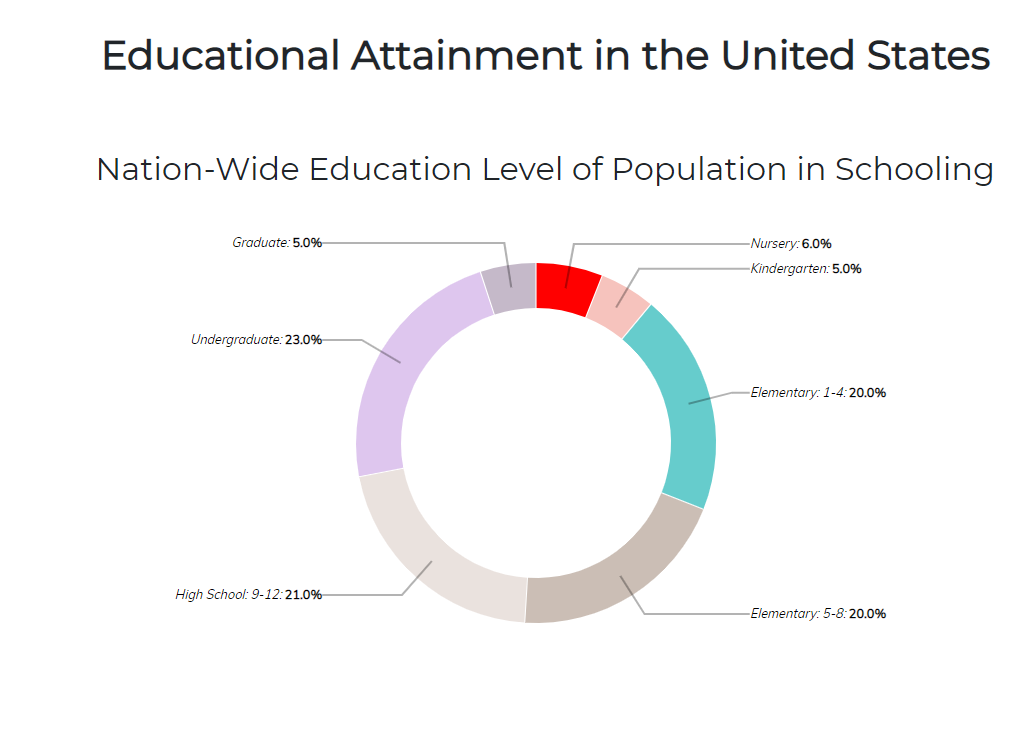 Educational Attainment in the United States
Nation-Wide Education Level of Population in Schooling
Graduate: 5.0%
Nursery: 6.0%
Kindergarten: 5.0%
Undergraduate: 23.0%
Elementary: 1-4: 20.0%
High School: 9-12: 21.0%
Elementary: 5-8: 20.0%